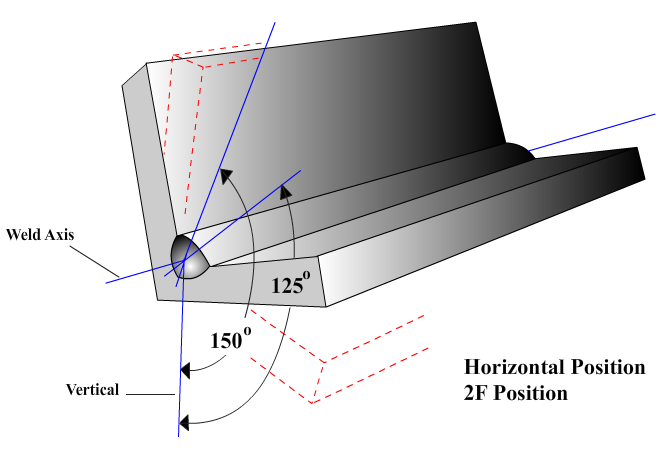 Weld Axis
125°
150°
Vertical
Horizontal Position
2F Position